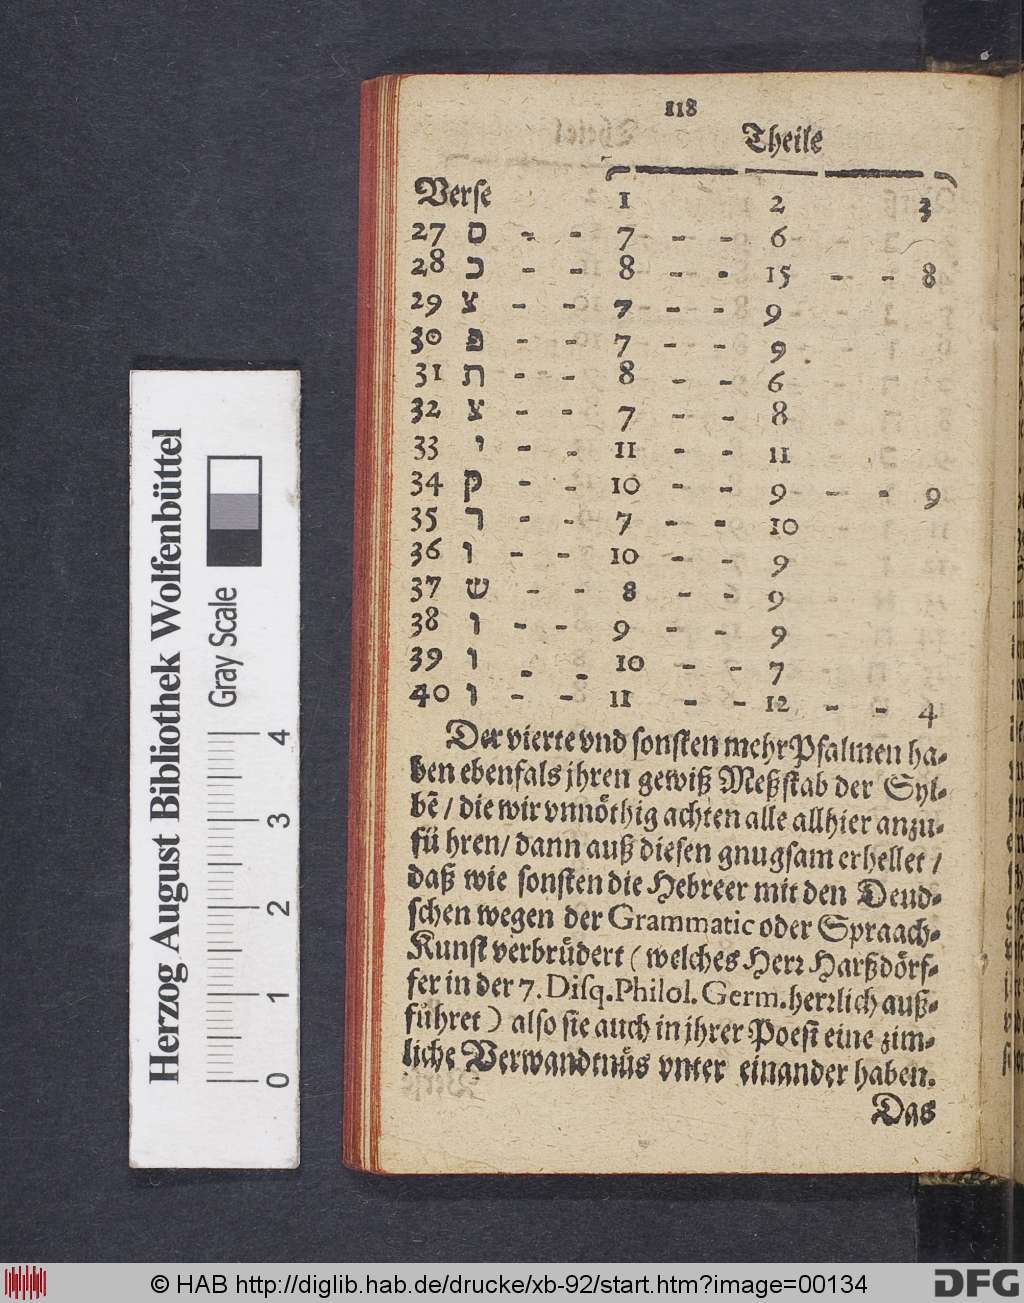 118
Theile
Verse 1 2 3
27 ס - - 7 - - 6
28 כ - - 8 - - 15 - - 8
29 צ - - 7 - - 9
30 פ - - 7 - - 9
31 ת - - 8 - - 6
32 צ - - 7 - - 8
33 י - - 11 - - 11
34 ק - - 10 - - 9 - - 9
35 ר - - 7 - - 10
36 ו - - 10 - - 9
37 ש - - 8 - - 9
38 ו - - 9 - - 9
39 ו - - 10 - - 7
40 ו - - 11 - - 12 - - 4
Der vierte vnd sonsten mehr Psalmen ha-
ben ebenfals jhren gewiß Meßstab der Syl-
bē / die wir vnnöthig achten alle allhier anzu-
fü hren / dann auß diesen gnugsam erhellet /
daß wie sonsten die Hebreer mit den Deud-
schen wegen der Grammatic oder Spraach-
Kunst verbrüdert ( welches Herr Harßdörf-
fer in der 7. Disq. Philol. Germ. herrlich auß-
führet ) also sie auch in jhrer Poesi eine zim-
liche Verwandtnüs vnter einander haben.
Das
Herzog August Bibliothek Wolfenbüttel
Gray Scale
0 1 2 3 4
© HAB http://diglib.hab.de/drucke/xb-92/start.htm?image=00134
DFG